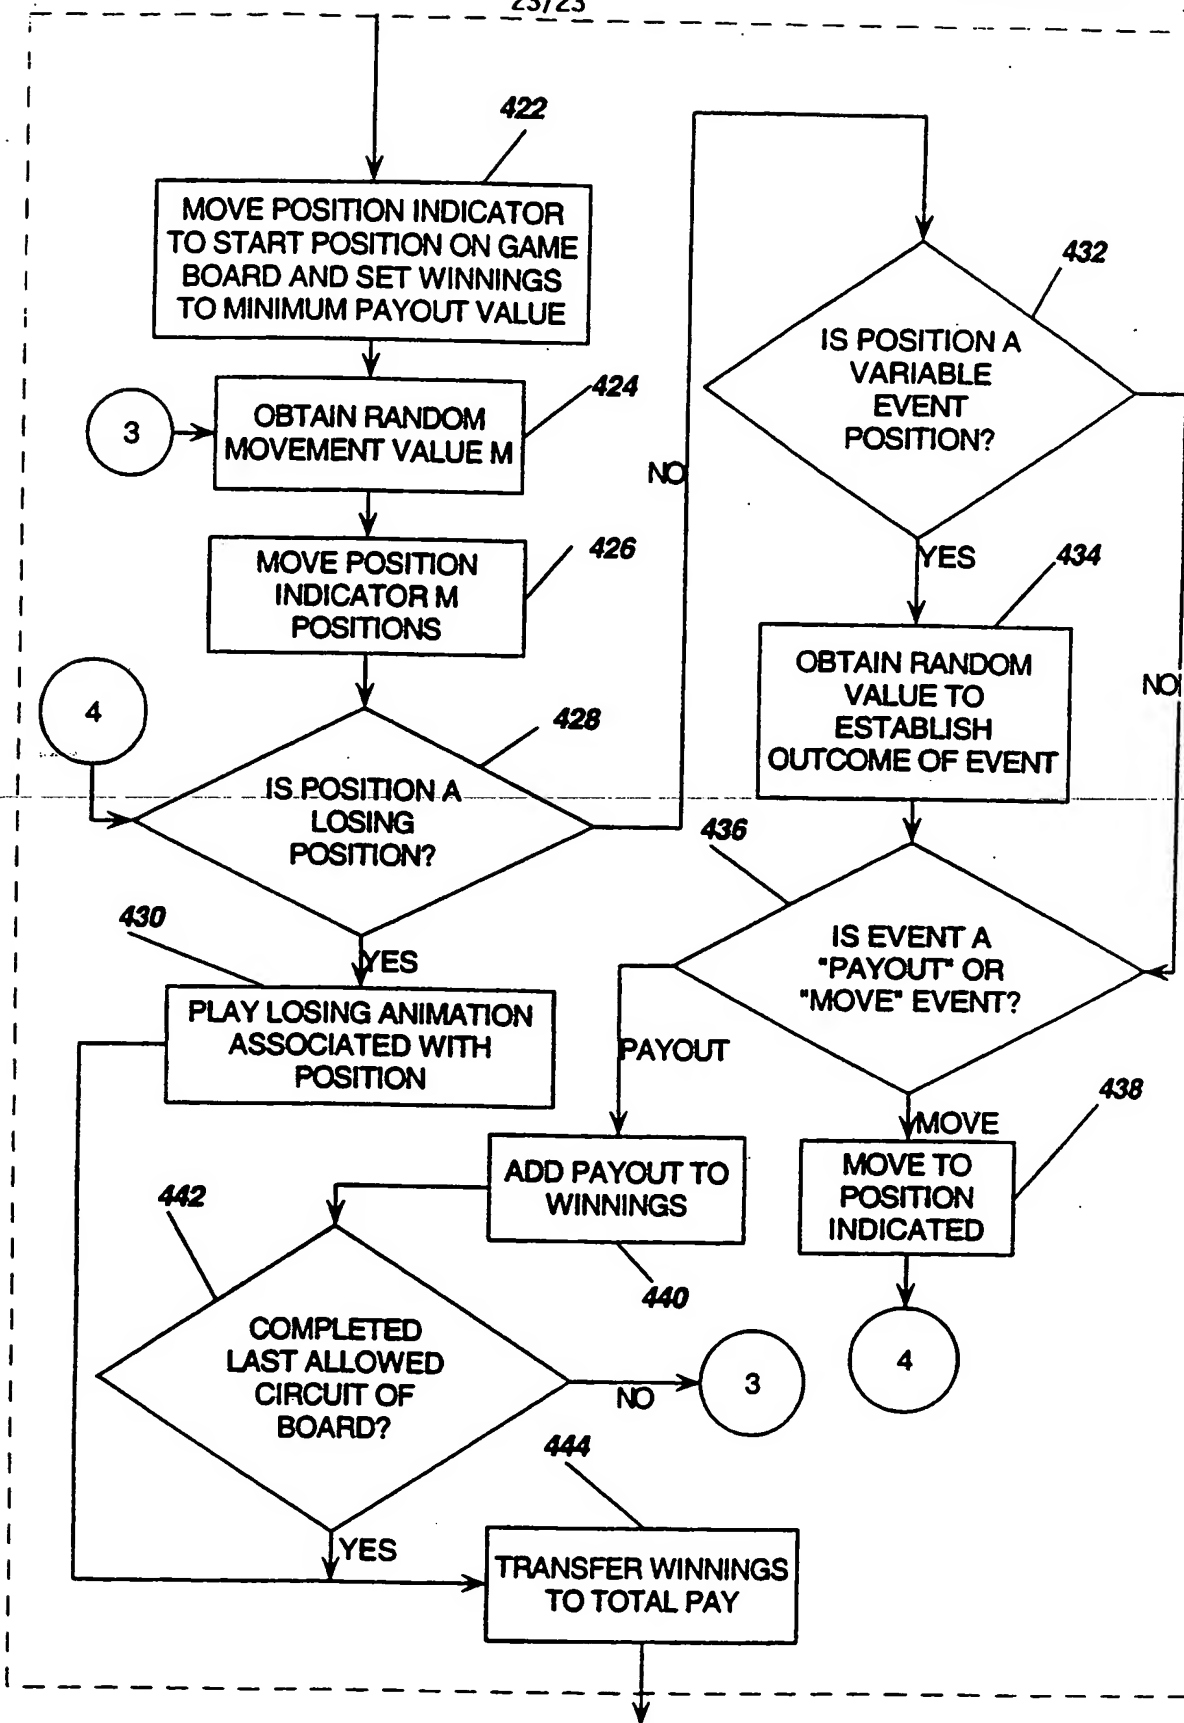 23/23
422
MOVE POSITION INDICATOR
TO START POSITION ON GAME
BOARD AND SET WINNINGS
TO MINIMUM PAYOUT VALUE
424
3
OBTAIN RANDOM
MOVEMENT VALUE M
426
MOVE POSITION
INDICATOR M
POSITIONS
4
428
IS POSITION A
LOSING
POSITION?
NO
430
YES
PLAY LOSING ANIMATION
ASSOCIATED WITH
POSITION
432
IS POSITION A
VARIABLE
EVENT
POSITION?
YES
NO
434
OBTAIN RANDOM
VALUE TO
ESTABLISH
OUTCOME OF EVENT
436
IS EVENT A
"PAYOUT" OR
"MOVE" EVENT?
PAYOUT
MOVE
438
MOVE TO
POSITION
INDICATED
4
ADD PAYOUT TO
WINNINGS
440
442
COMPLETED
LAST ALLOWED
CIRCUIT OF
BOARD?
NO
3
YES
444
TRANSFER WINNINGS
TO TOTAL PAY